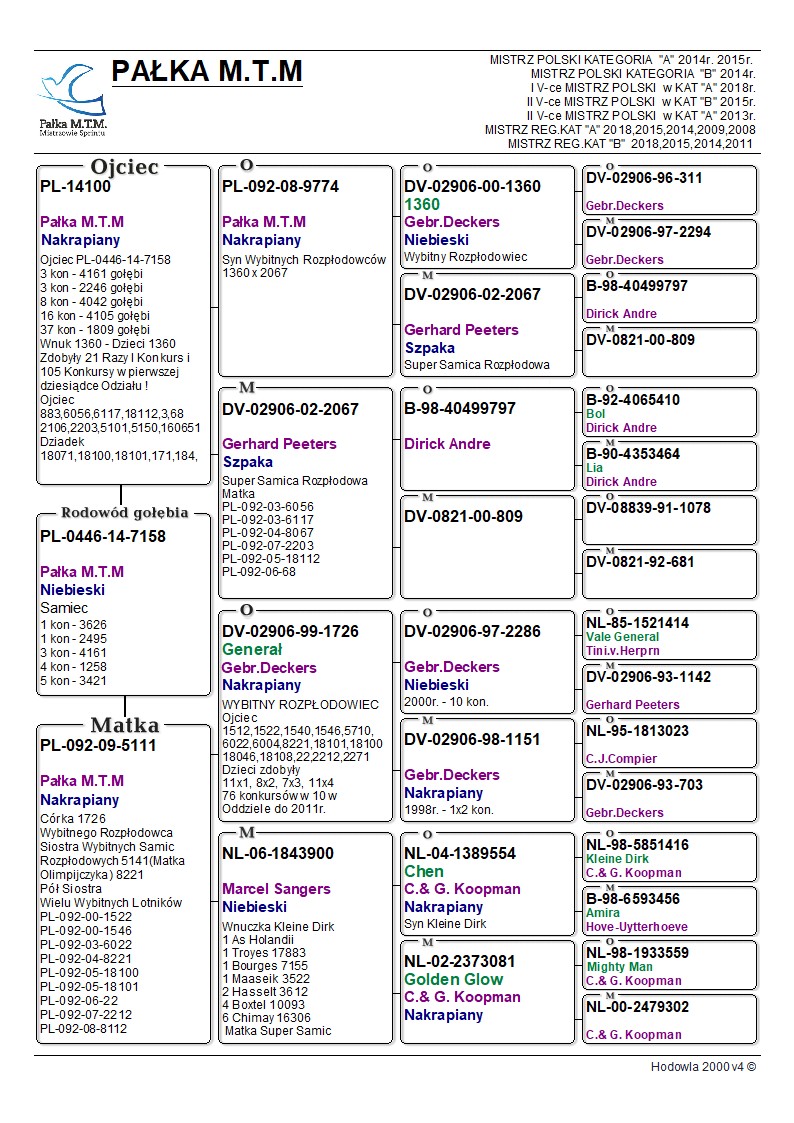 PAŁKA M.T.M
Pałka M.T.M.
Mistrzowie Sprintu
MISTRZ POLSKI KATEGORIA "A" 2014r. 2015r.
MISTRZ POLSKI KATEGORIA "B" 2014r.
I V-ce MISTRZ POLSKI w KAT "A" 2018r.
II V-ce MISTRZ POLSKI w KAT "B" 2015r.
II V-ce MISTRZ POLSKI w KAT "A" 2013r.
MISTRZ REG.KAT "A" 2018,2015,2014,2009,2008
MISTRZ REG.KAT "B" 2018,2015,2014,2011
Ojciec
PL-14100
Pałka M.T.M
Nakrapiany
Ojciec PL-0446-14-7158
3 kon - 4161 gołębi
3 kon - 2246 gołębi
8 kon - 4042 gołębi
16 kon - 4105 gołębi
37 kon - 1809 gołębi
Wnuk 1360 - Dzieci 1360
Zdobyły 21 Razy I Konkurs i
105 Konkursy w pierwszej
dziesiądce Odziału !
Ojciec
883,6056,6117,18112,3,68
2106,2203,5101,5150,160651
Dziadek
18071,18100,18101,171,184,
Rodowód gołębia
PL-0446-14-7158
Pałka M.T.M
Niebieski
Samiec
1 kon - 3626
1 kon - 2495
3 kon - 4161
4 kon - 1258
5 kon - 3421
Matka
PL-092-09-5111
Pałka M.T.M
Nakrapiany
Córka 1726
Wybitnego Rozpłodowca
Siostra Wybitnych Samic
Rozpłodowych 5141(Matka
Olimpijczyka) 8221
Pół Siostra
Wielu Wybitnych Lotników
PL-092-00-1522
PL-092-00-1546
PL-092-03-6022
PL-092-04-8221
PL-092-05-18100
PL-092-05-18101
PL-092-06-22
PL-092-07-2212
PL-092-08-8112
O
PL-092-08-9774
Pałka M.T.M
Nakrapiany
Syn Wybitnych Rozpłodowców
1360 x 2067
M
DV-02906-02-2067
Gerhard Peeters
Szpaka
Super Samica Rozpłodowa
Matka
PL-092-03-6056
PL-092-03-6117
PL-092-04-8067
PL-092-07-2203
PL-092-05-18112
PL-092-06-68
O
DV-02906-99-1726
Generał
Gebr.Deckers
Nakrapiany
WYBITNY ROZPŁODOWIEC
Ojciec
1512,1522,1540,1546,5710,
6022,6004,8221,18101,18100
18046,18108,22,2212,2271
Dzieci zdobyły
11x1, 8x2, 7x3, 11x4
76 konkursów w 10 w
Oddziele do 2011r.
M
NL-06-1843900
Marcel Sangers
Niebieski
Wnuczka Kleine Dirk
1 As Holandii
1 Troyes 17883
1 Bourges 7155
1 Maaseik 3522
2 Hasselt 3612
4 Boxtel 10093
6 Chimay 16306
Matka Super Samic
O
DV-02906-00-1360
1360
Gebr.Deckers
Niebieski
Wybitny Rozpłodowiec
M
DV-02906-02-2067
Gerhard Peeters
Szpaka
Super Samica Rozpłodowa
O
B-98-40499797
Dirick Andre
M
DV-0821-00-809
O
DV-02906-97-2286
Gebr.Deckers
Niebieski
2000r. - 10 kon.
M
DV-02906-98-1151
Gebr.Deckers
Nakrapiany
1998r. - 1x2 kon.
O
NL-04-1389554
Chen
C.& G. Koopman
Nakrapiany
Syn Kleine Dirk
M
NL-02-2373081
Golden Glow
C.& G. Koopman
Nakrapiany
O
DV-02906-96-311
Gebr.Deckers
M
DV-02906-97-2294
Gebr.Deckers
O
B-98-40499797
Dirick Andre
M
DV-0821-00-809
O
B-92-4065410
Bol
Dirick Andre
M
B-90-4353464
Lia
Dirick Andre
O
DV-08839-91-1078
M
DV-0821-92-681
O
NL-85-1521414
Vale General
Tini.v.Herprn
M
DV-02906-93-1142
Gerhard Peeters
O
NL-95-1813023
C.J.Compier
M
DV-02906-93-703
Gebr.Deckers
O
NL-98-5851416
Kleine Dirk
C.& G. Koopman
M
B-98-6593456
Amira
Hove-Uytterhoeve
O
NL-98-1933559
Mighty Man
C.& G. Koopman
M
NL-00-2479302
C.& G. Koopman
Hodowla 2000 v4 ©